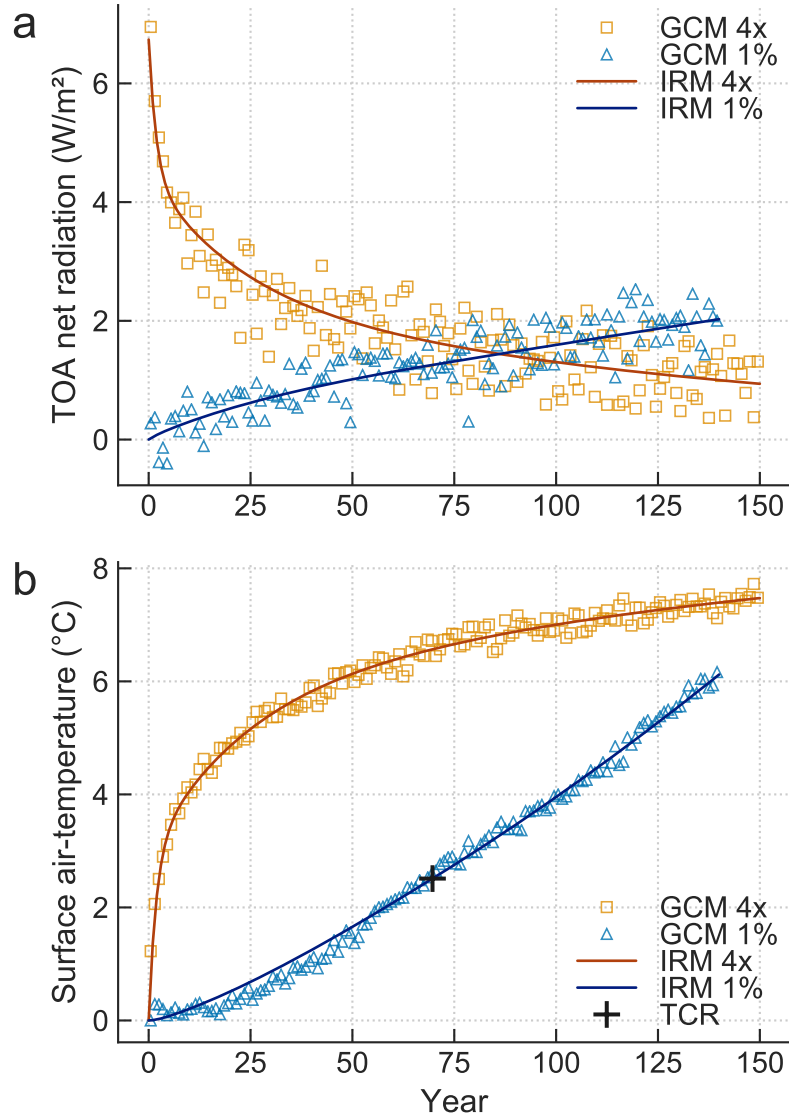 a
GCM 4x
GCM 1%
IRM 4x
IRM 1%
TOA net radiation (W/m²)
6
4
2
0
0 25 50 75 100 125 150
b
Surface air-temperature (°C)
8
6
4
2
0
GCM 4x
GCM 1%
IRM 4x
IRM 1%
TCR
0 25 50 75 100 125 150
Year